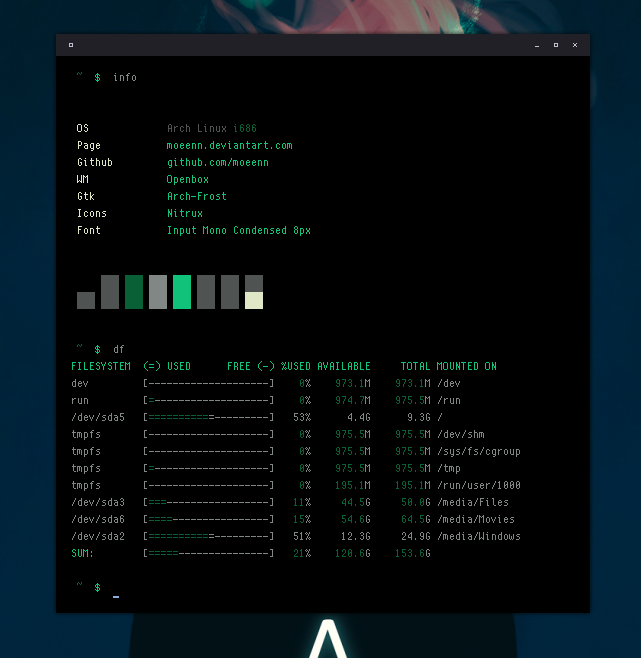 ~ $ info
OS Arch Linux i686
Page moeenn.deviantart.com
Github github.com/moeenn
WM Openbox
Gtk Arch-Frost
Icons Nitrux
Font Input Mono Condensed 8px
~ $ df
FILESYSTEM (=) USED FREE (-) %USED AVAILABLE TOTAL MOUNTED ON
dev [--------------------] 0% 973.1M 973.1M /dev
run [=-------------------] 0% 974.7M 975.5M /run
/dev/sda5 [===========---------] 53% 4.4G 9.3G /
tmpfs [--------------------] 0% 975.5M 975.5M /dev/shm
tmpfs [--------------------] 0% 975.5M 975.5M /sys/fs/cgroup
tmpfs [=-------------------] 0% 975.5M 975.5M /tmp
tmpfs [--------------------] 0% 195.1M 195.1M /run/user/1000
/dev/sda3 [===-----------------] 11% 44.5G 50.0G /media/Files
/dev/sda6 [====----------------] 15% 54.6G 64.5G /media/Movies
/dev/sda2 [===========---------] 51% 12.3G 24.9G /media/Windows
SUM: [=====---------------] 21% 120.6G 153.6G
~ $ _